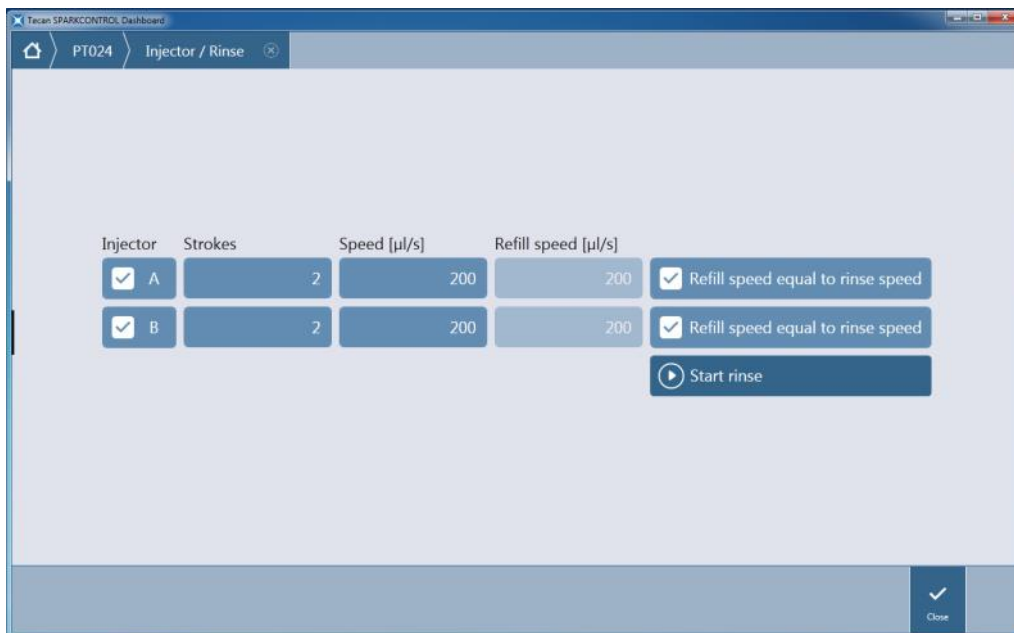 Tecan SPARKCONTROL Dashboard
PT024 Injector / Rinse
Injector Strokes Speed [µl/s] Refill speed [µl/s]
A 2 200 200 Refill speed equal to rinse speed
B 2 200 200 Refill speed equal to rinse speed
Start rinse
Close